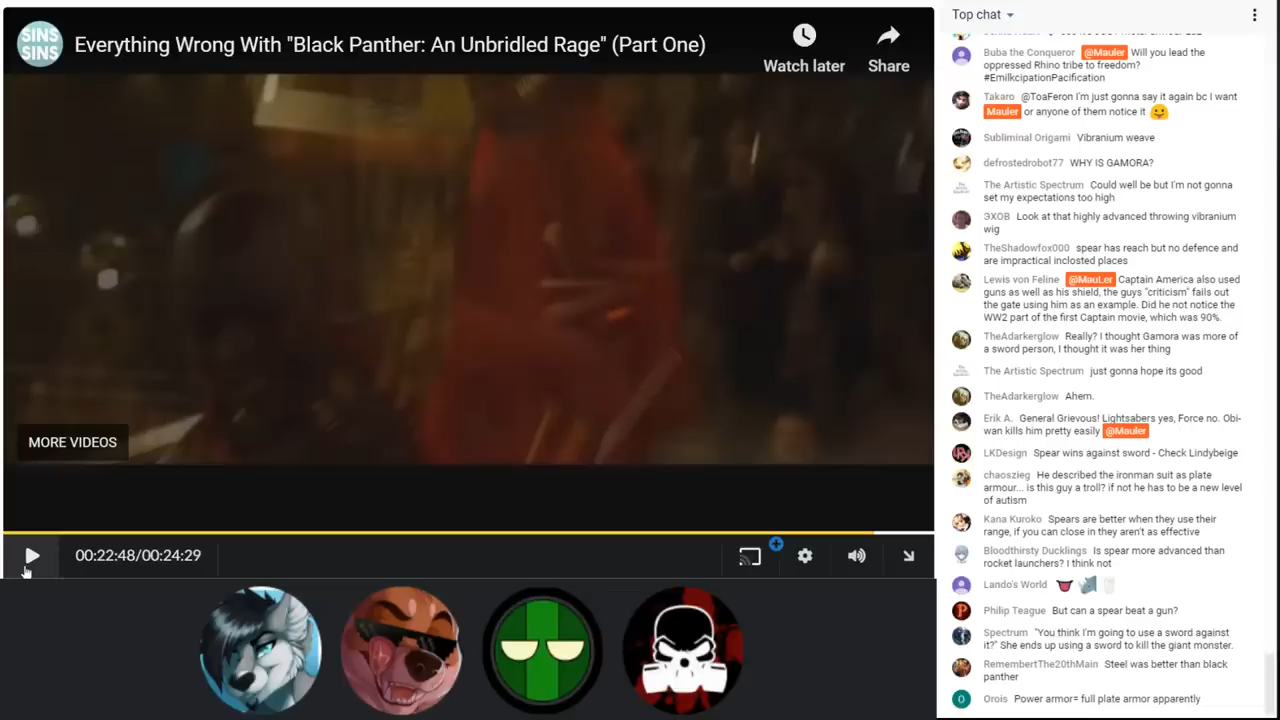 SINS
SINS
Everything Wrong With "Black Panther: An Unbridled Rage" (Part One)
Watch later
Share
MORE VIDEOS
00:22:48/00:24:29
Top chat
Buba the Conqueror @Mauler Will you lead the
oppressed Rhino tribe to freedom?
#EmilkcipationPacification
Takaro @ToaFeron I'm just gonna say it again bc I want
Mauler or anyone of them notice it
Subliminal Origami Vibranium weave
defrostedrobot77 WHY IS GAMORA?
The Artistic Spectrum Could well be but I'm not gonna
set my expectations too high
ЭХОВ Look at that highly advanced throwing vibranium
wig
TheShadowfox000 spear has reach but no defence and
are impractical inclosted places
Lewis von Feline @MauLer Captain America also used
guns as well as his shield, the guys "criticism" falls out
the gate using him as an example. Did he not notice the
WW2 part of the first Captain movie, which was 90%.
TheAdarkerglow Really? I thought Gamora was more of
a sword person, I thought it was her thing
The Artistic Spectrum just gonna hope its good
TheAdarkerglow Ahem.
Erik A. General Grievous! Lightsabers yes, Force no. Obi-
wan kills him pretty easily @Mauler
LKDesign Spear wins against sword - Check Lindybeige
chaoszieg He described the ironman suit as plate
armour... is this guy a troll? if not he has to be a new level
of autism
Kana Kuroko Spears are better when they use their
range, if you can close in they aren't as effective
Bloodthirsty Ducklings Is spear more advanced than
rocket launchers? I think not
Lando's World
Philip Teague But can a spear beat a gun?
Spectrum "You think I'm going to use a sword against
it?" She ends up using a sword to kill the giant monster.
RemembertThe20thMain Steel was better than black
panther
Orois Power armor= full plate armor apparently